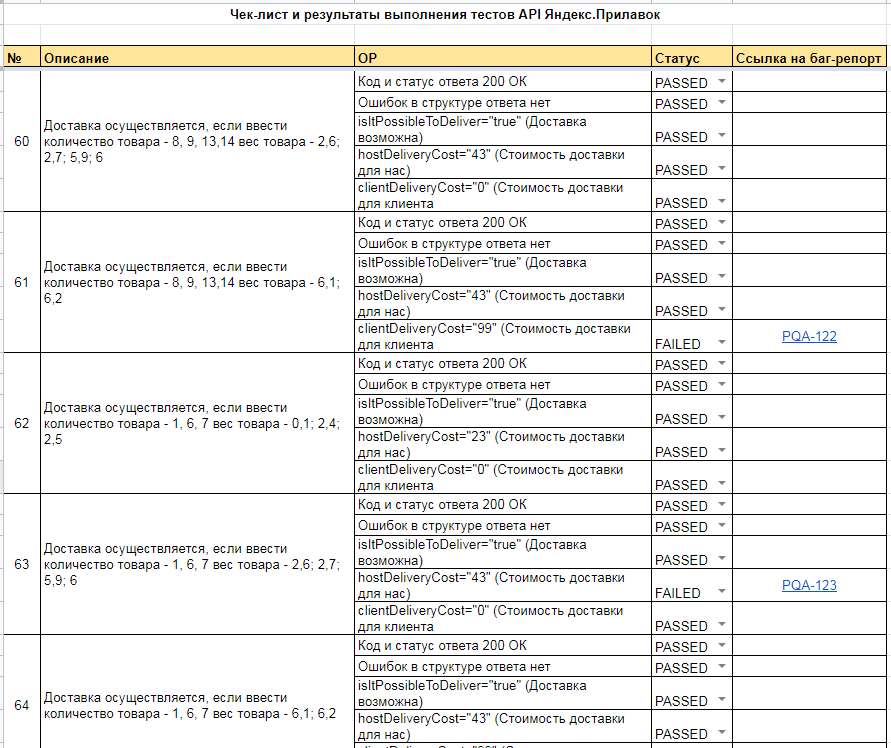 Чек-лист и результаты выполнения тестов API Яндекс.Прилавок
№ Описание ОР Статус Ссылка на баг-репорт
60
Доставка осуществляется, если ввести
количество товара - 8, 9, 13,14 вес товара - 2,6;
2,7; 5,9; 6
Код и статус ответа 200 ОК
PASSED
Ошибок в структуре ответа нет
PASSED
isItPossibleToDeliver="true" (Доставка
возможна)
PASSED
hostDeliveryCost="43" (Стоимость доставки
для нас)
PASSED
clientDeliveryCost="0" (Стоимость доставки
для клиента
PASSED
61
Доставка осуществляется, если ввести
количество товара - 8, 9, 13,14 вес товара - 6,1;
6,2
Код и статус ответа 200 ОК
PASSED
Ошибок в структуре ответа нет
PASSED
isItPossibleToDeliver="true" (Доставка
возможна)
PASSED
hostDeliveryCost="43" (Стоимость доставки
для нас)
PASSED
clientDeliveryCost="99" (Стоимость доставки
для клиента
FAILED
PQA-122
62
Доставка осуществляется, если ввести
количество товара - 1, 6, 7 вес товара - 0,1; 2,4;
2,5
Код и статус ответа 200 ОК
PASSED
Ошибок в структуре ответа нет
PASSED
isItPossibleToDeliver="true" (Доставка
возможна)
PASSED
hostDeliveryCost="23" (Стоимость доставки
для нас)
PASSED
clientDeliveryCost="0" (Стоимость доставки
для клиента
PASSED
63
Доставка осуществляется, если ввести
количество товара - 1, 6, 7 вес товара - 2,6; 2,7;
5,9; 6
Код и статус ответа 200 ОК
PASSED
Ошибок в структуре ответа нет
PASSED
isItPossibleToDeliver="true" (Доставка
возможна)
PASSED
hostDeliveryCost="43" (Стоимость доставки
для нас)
FAILED
PQA-123
clientDeliveryCost="0" (Стоимость доставки
для клиента
PASSED
64
Доставка осуществляется, если ввести
количество товара - 1, 6, 7 вес товара - 6,1; 6,2
Код и статус ответа 200 ОК
PASSED
Ошибок в структуре ответа нет
PASSED
isItPossibleToDeliver="true" (Доставка
возможна)
PASSED
hostDeliveryCost="43" (Стоимость доставки
для нас)
PASSED